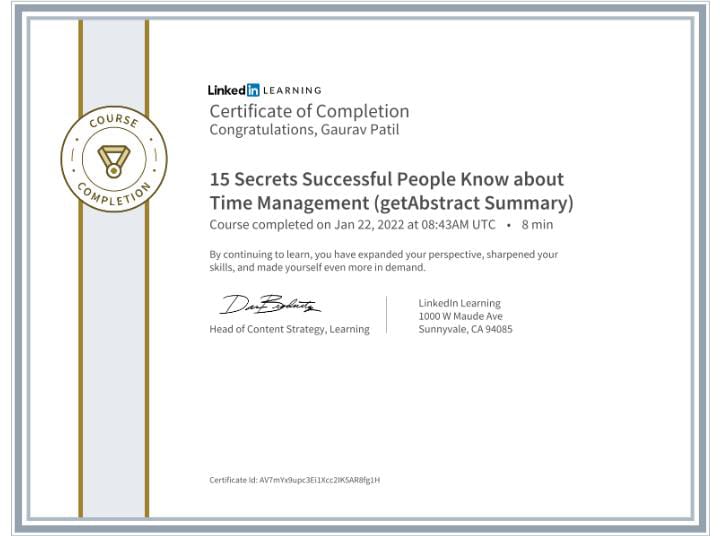 COURSE
COMPLETION
Linked in LEARNING
Certificate of Completion
Congratulations, Gaurav Patil
15 Secrets Successful People Know about
Time Management (getAbstract Summary)
Course completed on Jan 22, 2022 at 08:43AM UTC • 8 min
By continuing to learn, you have expanded your perspective, sharpened your
skills, and made yourself even more in demand.
Head of Content Strategy, Learning
LinkedIn Learning
1000 W Maude Ave
Sunnyvale, CA 94085
Certificate Id: